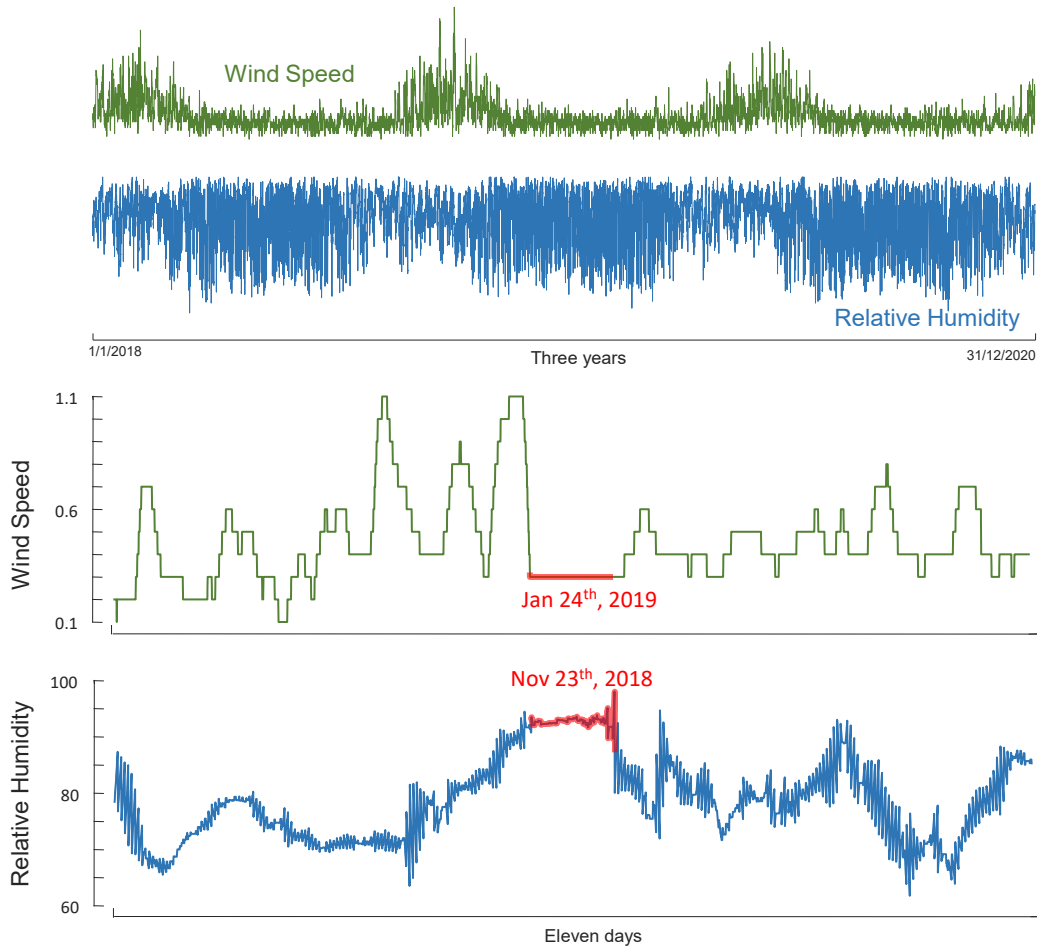 Wind Speed
Relative Humidity
1/1/2018
Three years
31/12/2020
1.1
0.6
0.1
Wind Speed
Jan 24th, 2019
100
80
60
Relative Humidity
Nov 23th, 2018
Eleven days